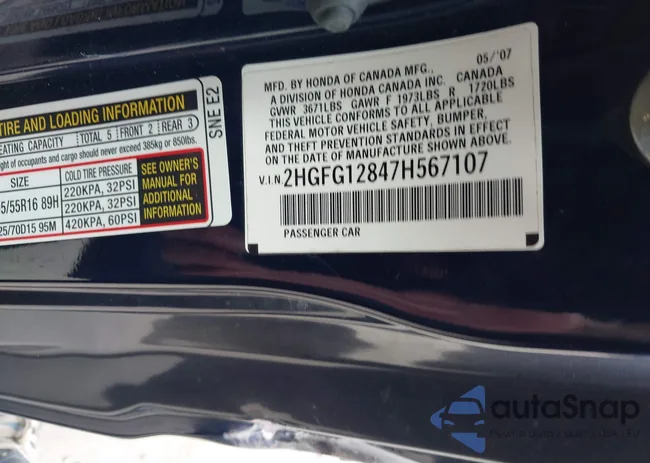 TIRE AND LOADING INFORMATION
SEATING CAPACITY TOTAL 5 FRONT 2 REAR 3
ght of occupants and cargo should never exceed 385kg or 850lbs.
SIZE COLD TIRE PRESSURE
5/55R16 89H 220KPA, 32PSI
220KPA, 32PSI
25/70D15 95M 420KPA, 60PSI
SEE OWNER'S
MANUAL FOR
ADDITIONAL
INFORMATION
SNE E2
MFD. BY HONDA OF CANADA MFG., 05/'07
A DIVISION OF HONDA CANADA INC. CANADA
GVWR 3671LBS GAWR F 1973LBS R 1720LBS
THIS VEHICLE CONFORMS TO ALL APPLICABLE
FEDERAL MOTOR VEHICLE SAFETY, BUMPER,
AND THEFT PREVENTION STANDARDS IN EFFECT
ON THE DATE OF MANUFACTURE SHOWN ABOVE.
V.I.N. 2HGFG12847H567107
PASSENGER CAR
autoSnap